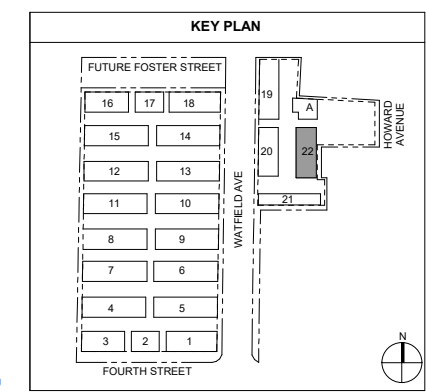 KEY PLAN
FUTURE FOSTER STREET
16 17 18
15 14
12 13
11 10
8 9
7 6
4 5
3 2 1
FOURTH STREET
WATFIELD AVE
19
A
20
22
21
HOWARD
AVENUE
N